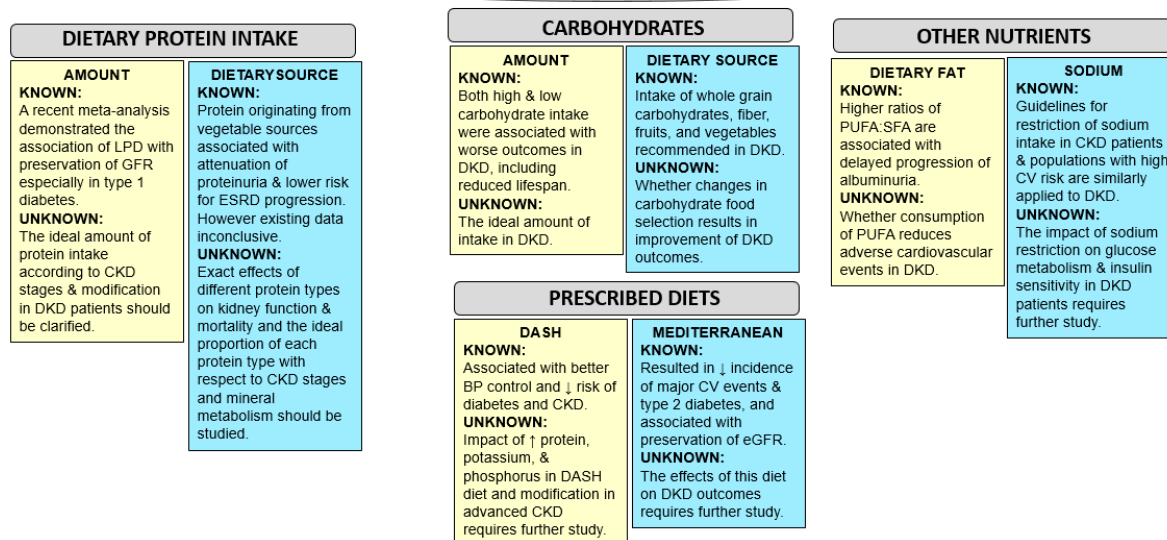 DIETARY PROTEIN INTAKE
AMOUNT
KNOWN:
A recent meta-analysis
demonstrated the
association of LPD with
preservation of GFR
especially in type 1
diabetes.
UNKNOWN:
The ideal amount of
protein intake
according to CKD
stages & modification
in DKD patients should
be clarified.
DIETARY SOURCE
KNOWN:
Protein originating from
vegetable sources
associated with
attenuation of
proteinuria & lower risk
for ESRD progression.
However existing data
inconclusive.
UNKNOWN:
Exact effects of
different protein types
on kidney function &
mortality and the ideal
proportion of each
protein type with
respect to CKD stages
and mineral
metabolism should be
studied.
CARBOHYDRATES
AMOUNT
KNOWN:
Both high & low
carbohydrate intake
were associated with
worse outcomes in
DKD, including
reduced lifespan.
UNKNOWN:
The ideal amount of
intake in DKD.
DIETARY SOURCE
KNOWN:
Intake of whole grain
carbohydrates, fiber,
fruits, and vegetables
recommended in DKD.
UNKNOWN:
Whether changes in
carbohydrate food
selection results in
improvement of DKD
outcomes.
PRESCRIBED DIETS
DASH
KNOWN:
Associated with better
BP control and ↓ risk of
diabetes and CKD.
UNKNOWN:
Impact of ↑ protein,
potassium, &
phosphorus in DASH
diet and modification in
advanced CKD
requires further study.
MEDITERRANEAN
KNOWN:
Resulted in ↓ incidence
of major CV events &
type 2 diabetes, and
associated with
preservation of eGFR.
UNKNOWN:
The effects of this diet
on DKD outcomes
requires further study.
OTHER NUTRIENTS
DIETARY FAT
KNOWN:
Higher ratios of
PUFA:SFA are
associated with
delayed progression of
albuminuria.
UNKNOWN:
Whether consumption
of PUFA reduces
adverse cardiovascular
events in DKD.
SODIUM
KNOWN:
Guidelines for
restriction of sodium
intake in CKD patients
& populations with high
CV risk are similarly
applied to DKD.
UNKNOWN:
The impact of sodium
restriction on glucose
metabolism & insulin
sensitivity in DKD
patients requires
further study.